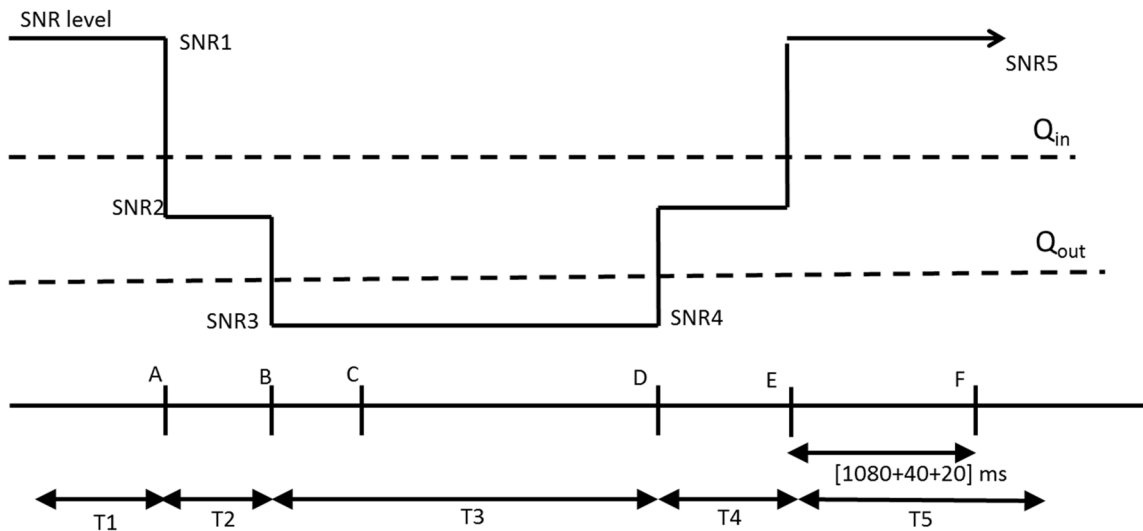 SNR level
SNR1
SNR5
Qin
SNR2
Qout
SNR3
SNR4
A B C D E F
[1080+40+20] ms
T1 T2 T3 T4 T5